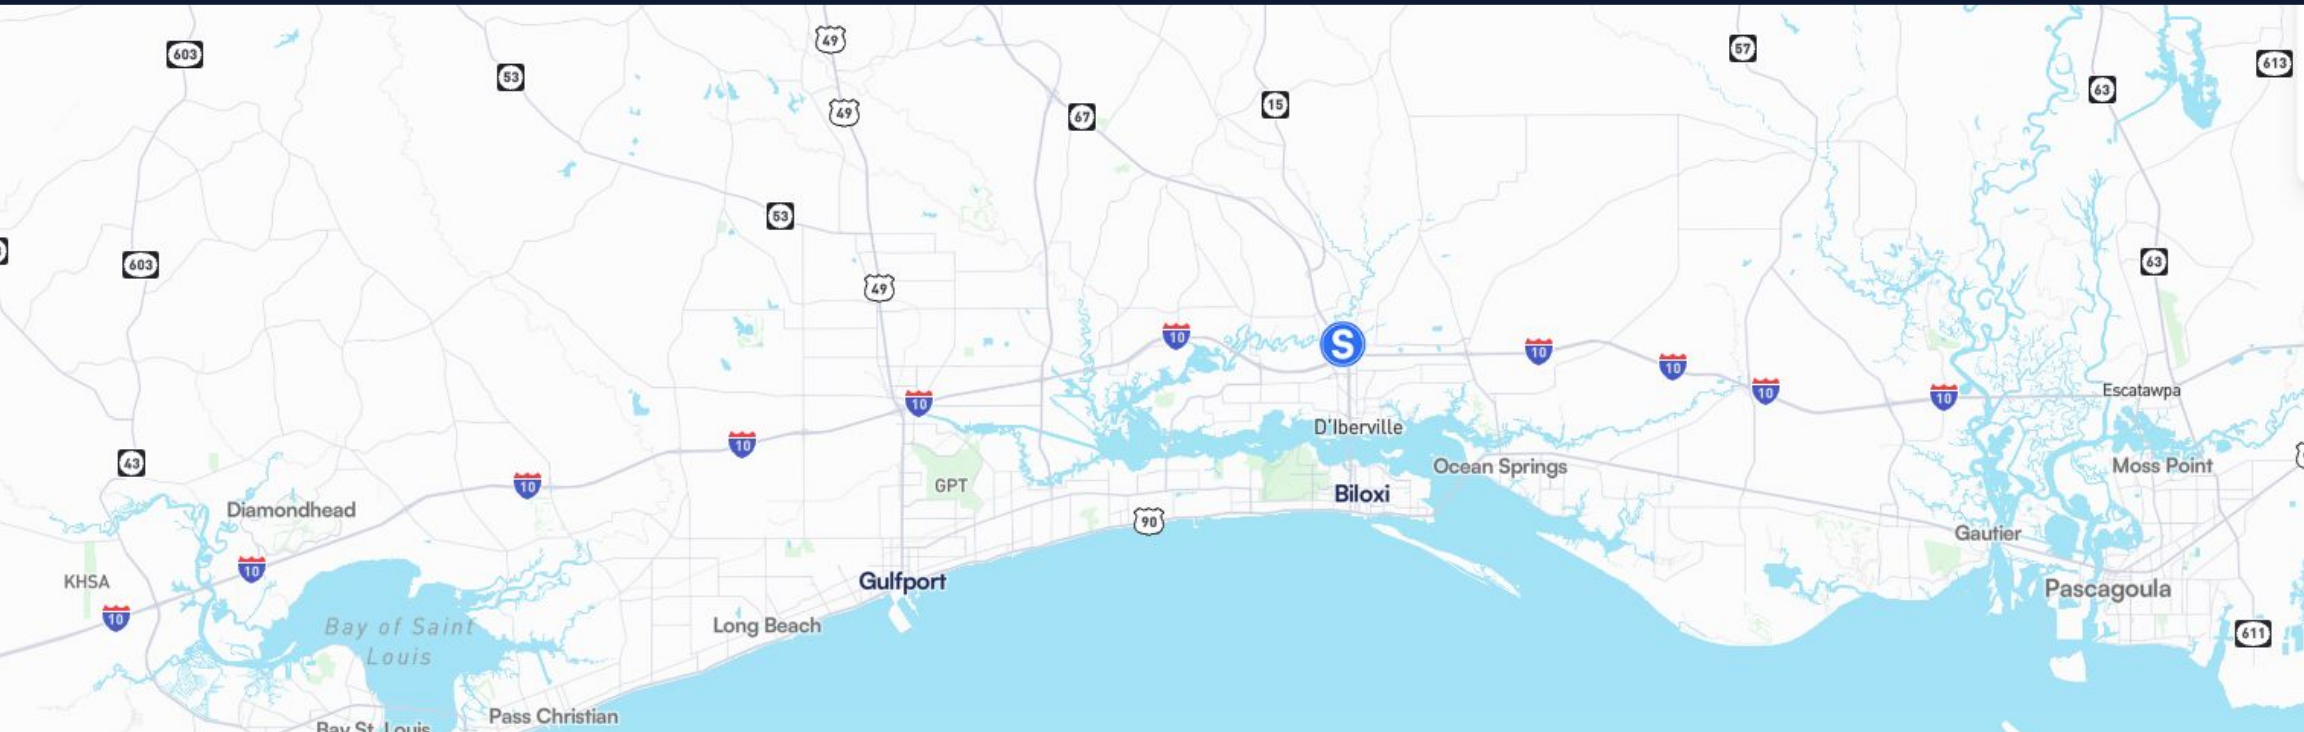 49
57
603
613
53
63
15
49
67
53
63
603
49
10
S
10
10
10
10
10
10
Escatawpa
D'Iberville
10
43
Ocean Springs
Moss Point
GPT
10
Biloxi
Diamondhead
90
Gautier
10
KHSA
Gulfport
Pascagoula
10
Bay of Saint
Louis
Long Beach
611
Pass Christian
Bay St. Louis